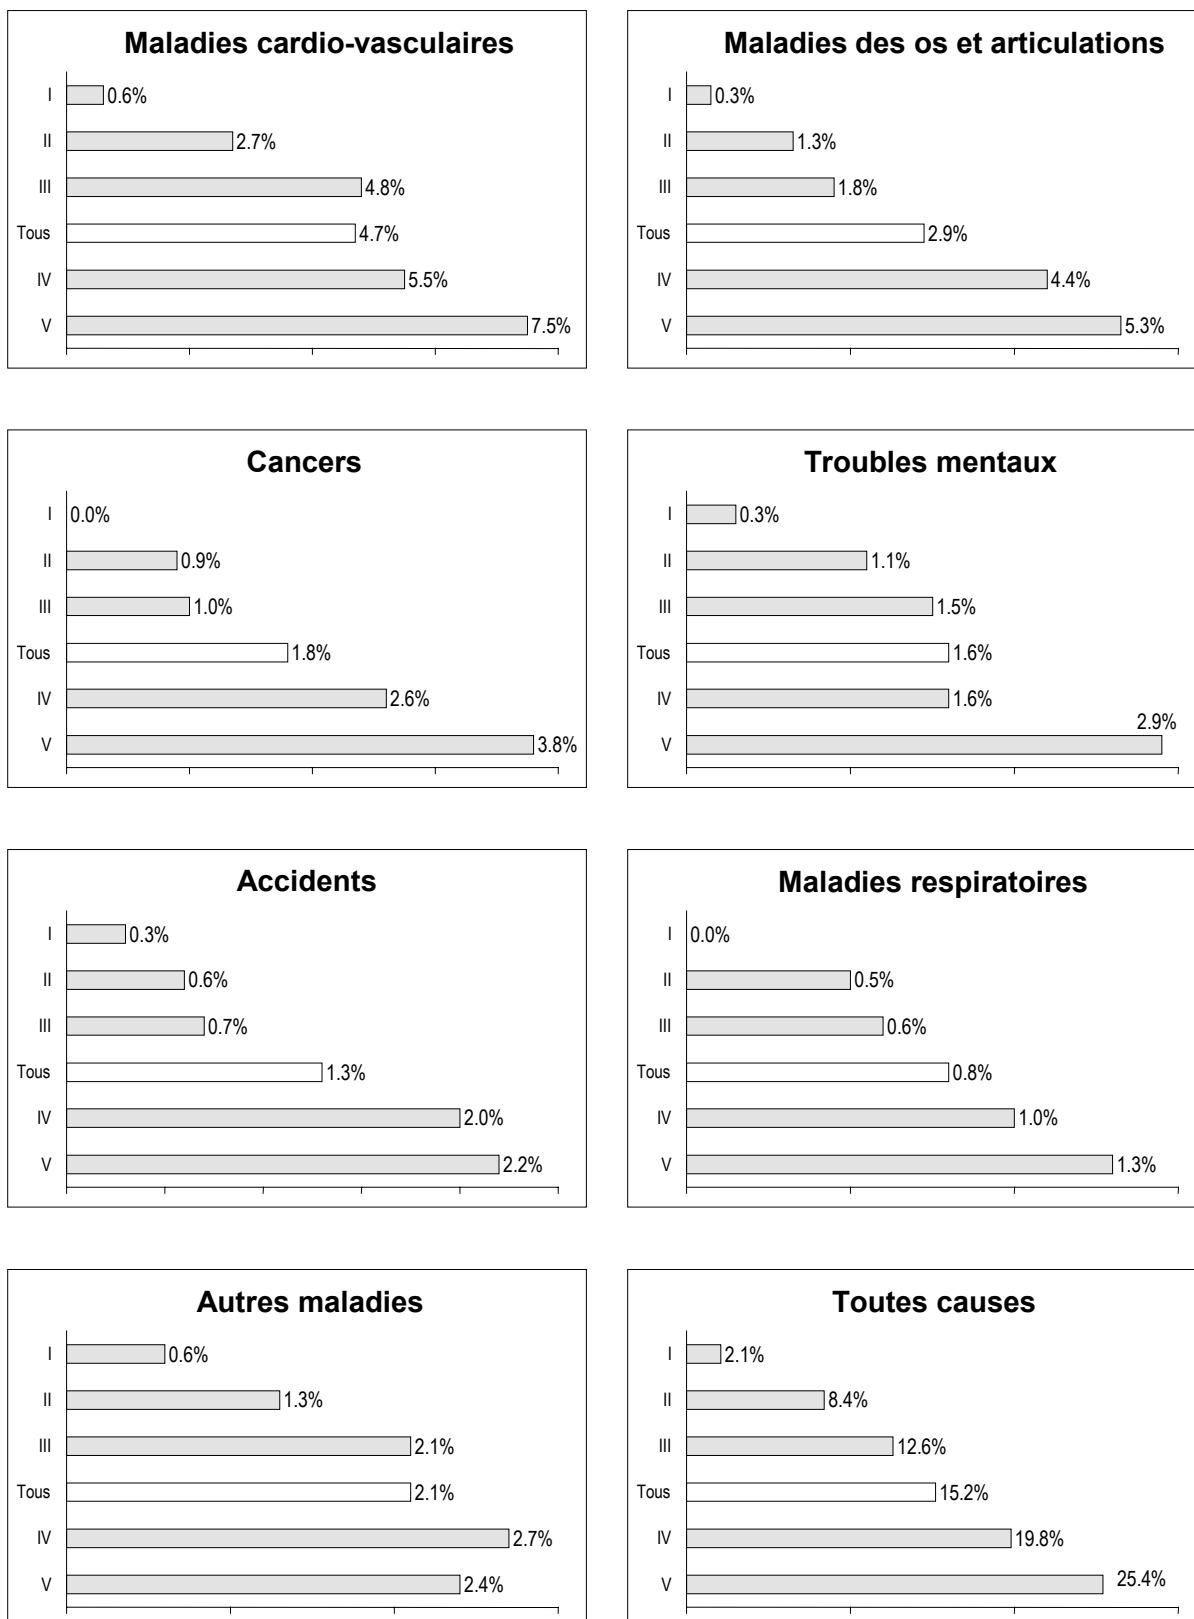 Maladies cardio-vasculaires
I 0.6%
II 2.7%
III 4.8%
Tous 4.7%
IV 5.5%
V 7.5%
Maladies des os et articulations
I 0.3%
II 1.3%
III 1.8%
Tous 2.9%
IV 4.4%
V 5.3%
Cancers
I 0.0%
II 0.9%
III 1.0%
Tous 1.8%
IV 2.6%
V 3.8%
Troubles mentaux
I 0.3%
II 1.1%
III 1.5%
Tous 1.6%
IV 1.6%
V 2.9%
Accidents
I 0.3%
II 0.6%
III 0.7%
Tous 1.3%
IV 2.0%
V 2.2%
Maladies respiratoires
I 0.0%
II 0.5%
III 0.6%
Tous 0.8%
IV 1.0%
V 1.3%
Autres maladies
I 0.6%
II 1.3%
III 2.1%
Tous 2.1%
IV 2.7%
V 2.4%
Toutes causes
I 2.1%
II 8.4%
III 12.6%
Tous 15.2%
IV 19.8%
V 25.4%